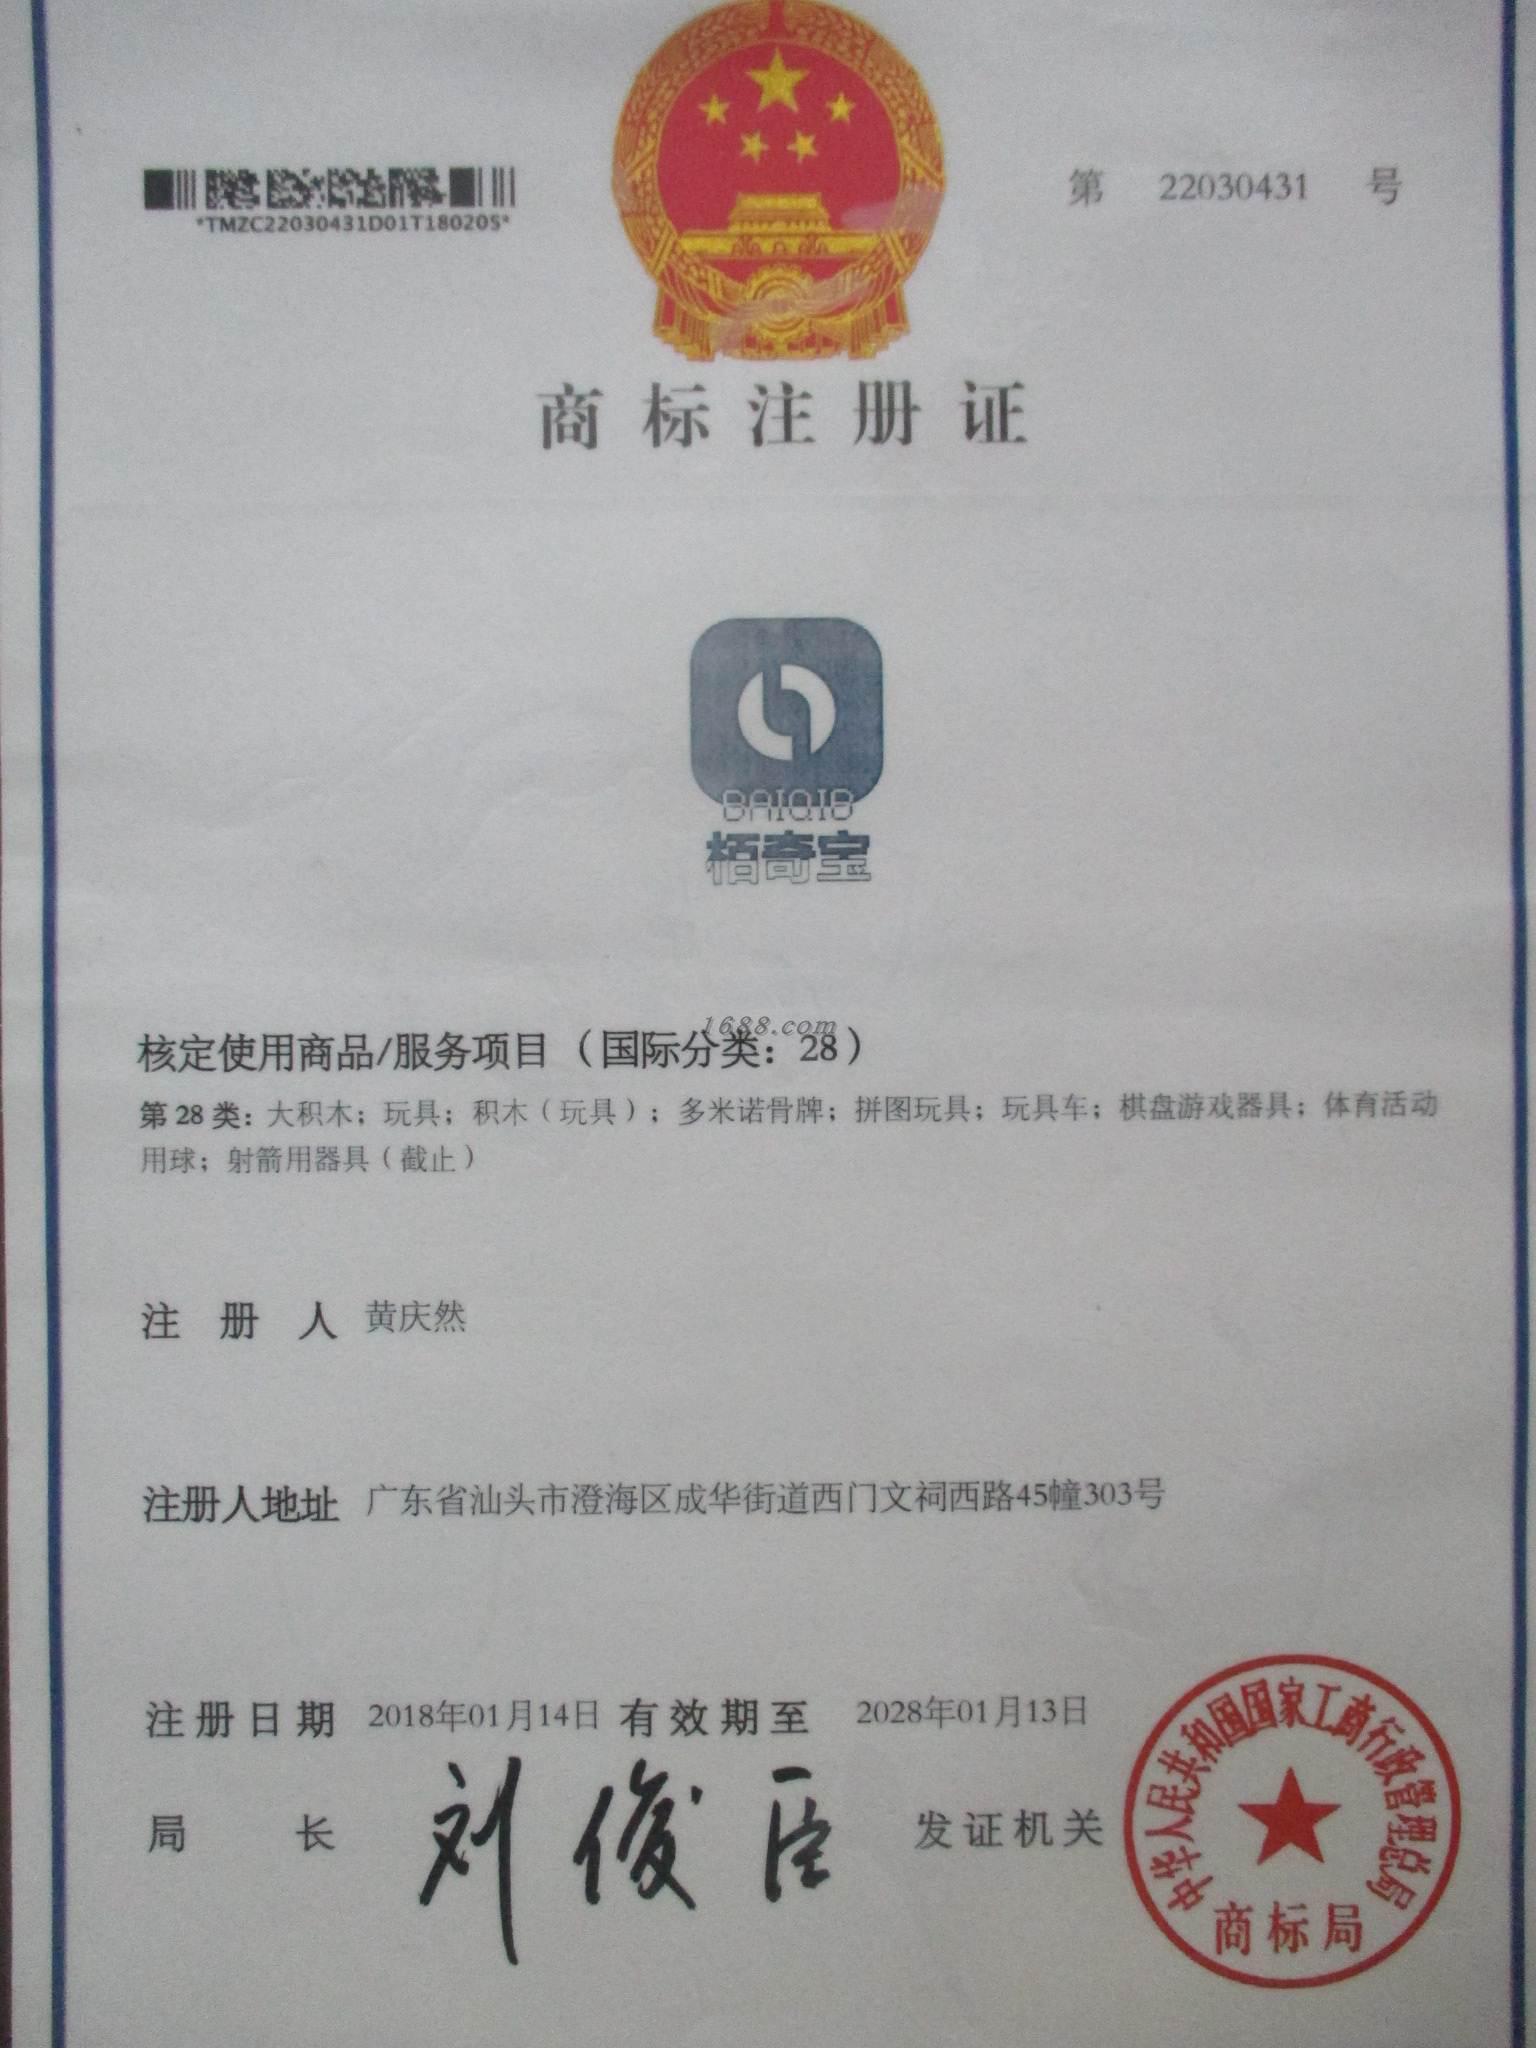 *TMZC22030431D01T180205*
第 22030431 号
商标注册证
BAIQIB
栢奇宝
1688.com
核定使用商品/服务项目（国际分类：28）
第 28 类：大积木；玩具；积木（玩具）；多米诺骨牌；拼图玩具；玩具车；棋盘游戏器具；体育活动
用球；射箭用器具（截止）
注册人 黄庆然
注册人地址 广东省汕头市澄海区成华街道西门文祠西路45幢303号
注册日期 2018年01月14日 有效期至 2028年01月13日
局长 刘俊臣 发证机关
中华人民共和国国家工商行政管理总局
商标局